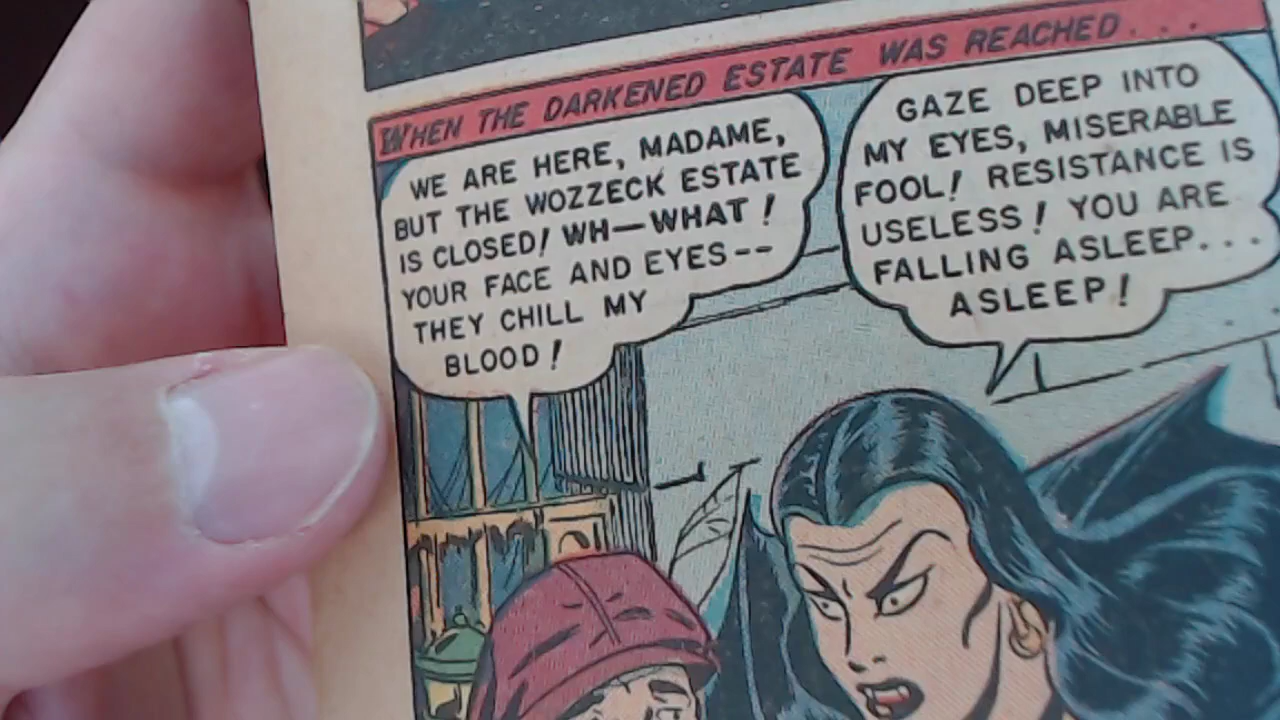 WHEN THE DARKENED ESTATE WAS REACHED...
WE ARE HERE, MADAME,
BUT THE WOZZECK ESTATE
IS CLOSED! WH—WHAT!
YOUR FACE AND EYES--
THEY CHILL MY
BLOOD!
GAZE DEEP INTO
MY EYES, MISERABLE
FOOL! RESISTANCE IS
USELESS! YOU ARE
FALLING ASLEEP...
ASLEEP!